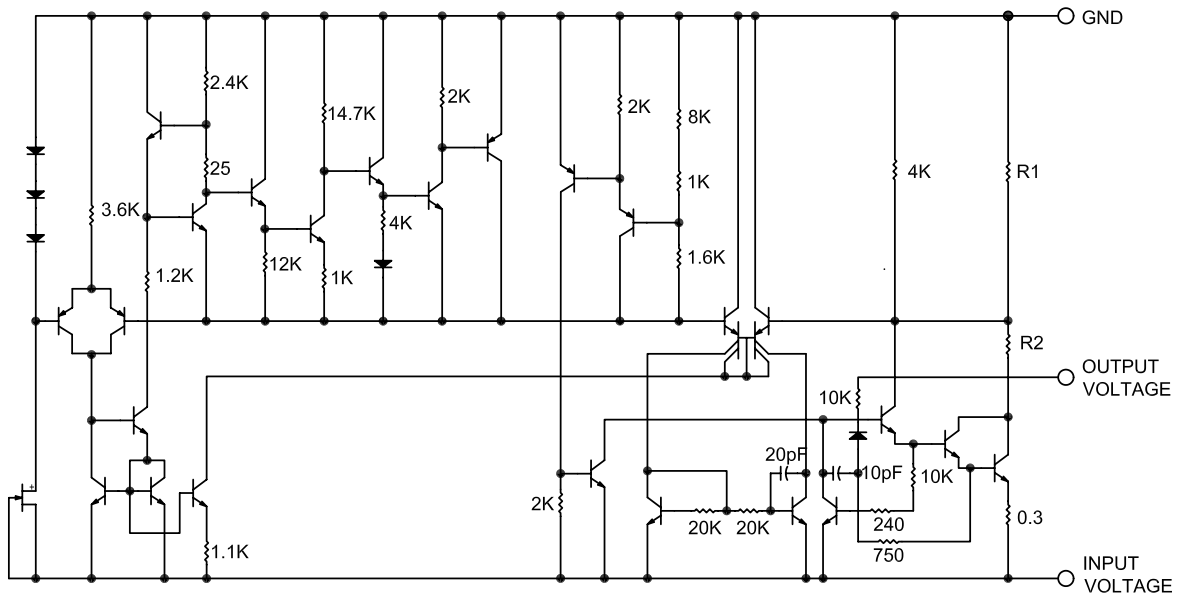 GND
2.4K
14.7K
2K
2K
8K
25
1K
4K
R1
3.6K
4K
1.2K
12K
1K
1.6K
R2
OUTPUT
VOLTAGE
10K
20pF
10pF
10K
2K
20K
20K
240
0.3
1.1K
750
INPUT
VOLTAGE